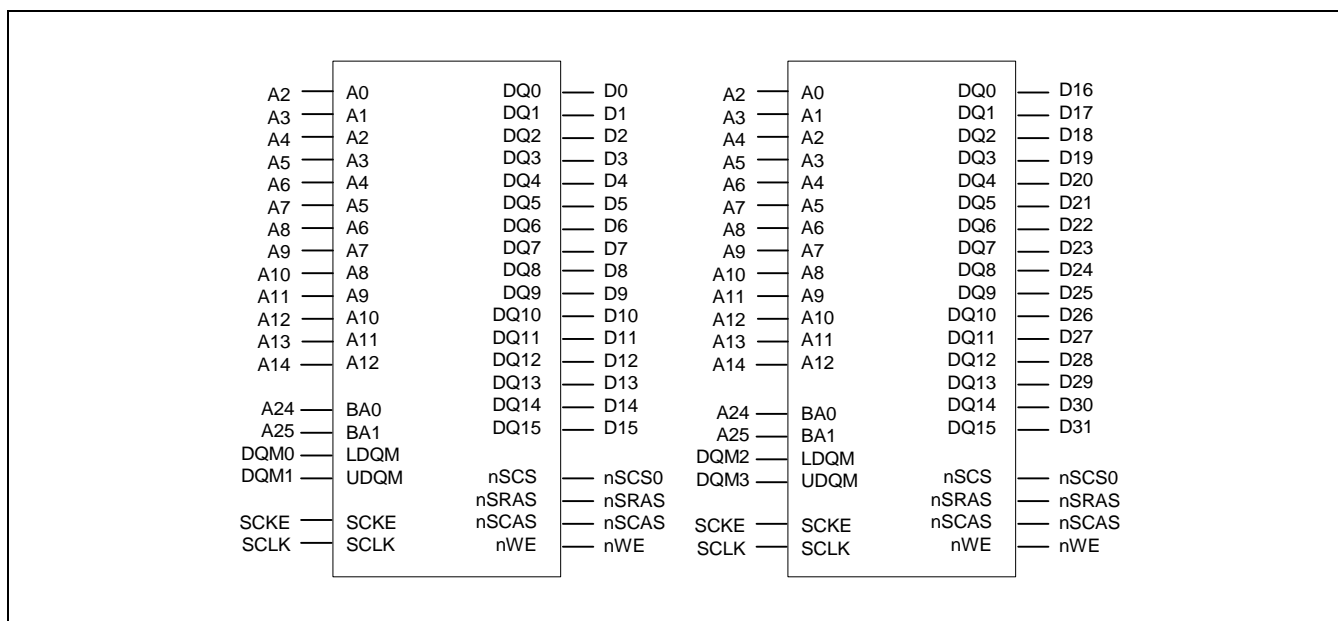 A2 A0 DQ0 D0 A2 A0 DQ0 D16
A3 A1 DQ1 D1 A3 A1 DQ1 D17
A4 A2 DQ2 D2 A4 A2 DQ2 D18
A5 A3 DQ3 D3 A5 A3 DQ3 D19
A6 A4 DQ4 D4 A6 A4 DQ4 D20
A7 A5 DQ5 D5 A7 A5 DQ5 D21
A8 A6 DQ6 D6 A8 A6 DQ6 D22
A9 A7 DQ7 D7 A9 A7 DQ7 D23
A10 A8 DQ8 D8 A10 A8 DQ8 D24
A11 A9 DQ9 D9 A11 A9 DQ9 D25
A12 A10 DQ10 D10 A12 A10 DQ10 D26
A13 A11 DQ11 D11 A13 A11 DQ11 D27
A14 A12 DQ12 D12 A14 A12 DQ12 D28
DQ13 D13 DQ13 D29
A24 BA0 DQ14 D14 A24 BA0 DQ14 D30
A25 BA1 DQ15 D15 A25 BA1 DQ15 D31
DQM0 LDQM DQM2 LDQM
DQM1 UDQM nSCS nSCS0 DQM3 UDQM nSCS nSCS0
nSRAS nSRAS nSRAS nSRAS
SCKE SCKE nSCAS nSCAS SCKE SCKE nSCAS nSCAS
SCLK SCLK nWE nWE SCLK SCLK nWE nWE